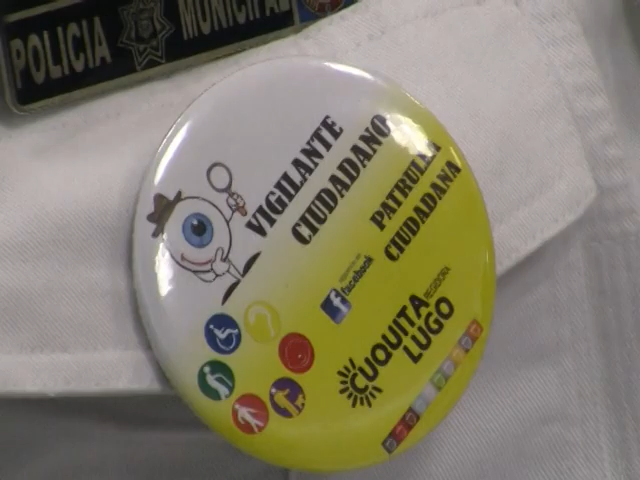 POLICIA MUNICIPAL
VIGILANTE
CIUDADANO
PATRULLA
CIUDADANA
facebook
CUQUITA
LUGO
REGIDORA